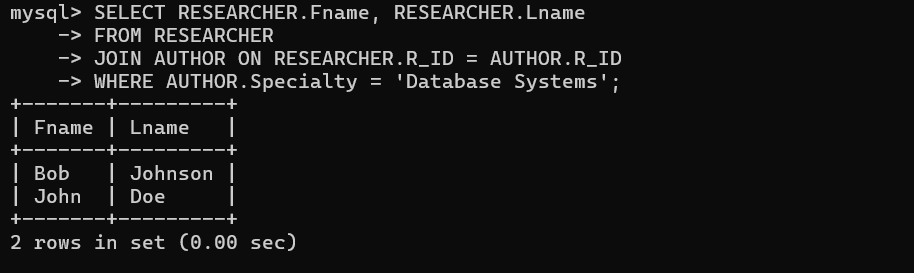 mysql> SELECT RESEARCHER.Fname, RESEARCHER.Lname
    -> FROM RESEARCHER
    -> JOIN AUTHOR ON RESEARCHER.R_ID = AUTHOR.R_ID
    -> WHERE AUTHOR.Specialty = 'Database Systems';
+-------+---------+
| Fname | Lname   |
+-------+---------+
| Bob   | Johnson |
| John  | Doe     |
+-------+---------+
2 rows in set (0.00 sec)